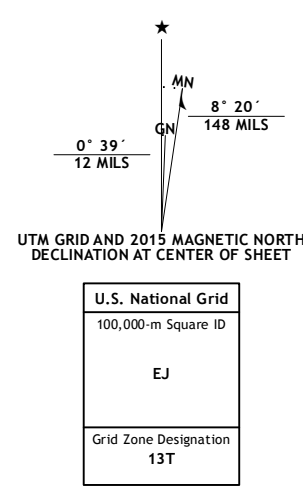 ★
MN
GN
8° 20´
148 MILS
0° 39´
12 MILS
UTM GRID AND 2015 MAGNETIC NORTH
DECLINATION AT CENTER OF SHEET
U.S. National Grid
100,000-m Square ID
EJ
Grid Zone Designation
13T